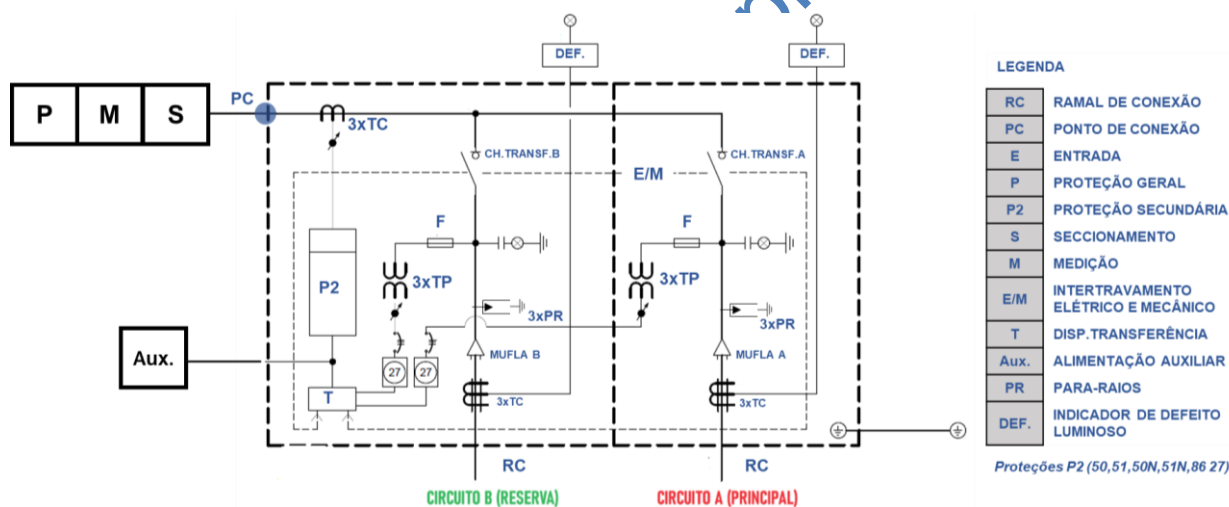 DEF.
DEF.
LEGENDA
P M S
PC
3xTC
CH.TRANSF.B
E/M
CH.TRANSF.A
F
F
P2
3xTP
3xTP
3xPR
3xPR
Aux.
MUFLA B
MUFLA A
27
27
T
3xTC
3xTC
RC
RC
CIRCUITO B (RESERVA)
CIRCUITO A (PRINCIPAL)
RC RAMAL DE CONEXÃO
PC PONTO DE CONEXÃO
E ENTRADA
P PROTEÇÃO GERAL
P2 PROTEÇÃO SECUNDÁRIA
S SECCIONAMENTO
M MEDIÇÃO
E/M INTERTRAVAMENTO
ELÉTRICO E MECÂNICO
T DISP.TRANSFERÊNCIA
Aux. ALIMENTAÇÃO AUXILIAR
PR PARA-RAIOS
DEF. INDICADOR DE DEFEITO
LUMINOSO
Proteções P2 (50,51,50N,51N,86 27)